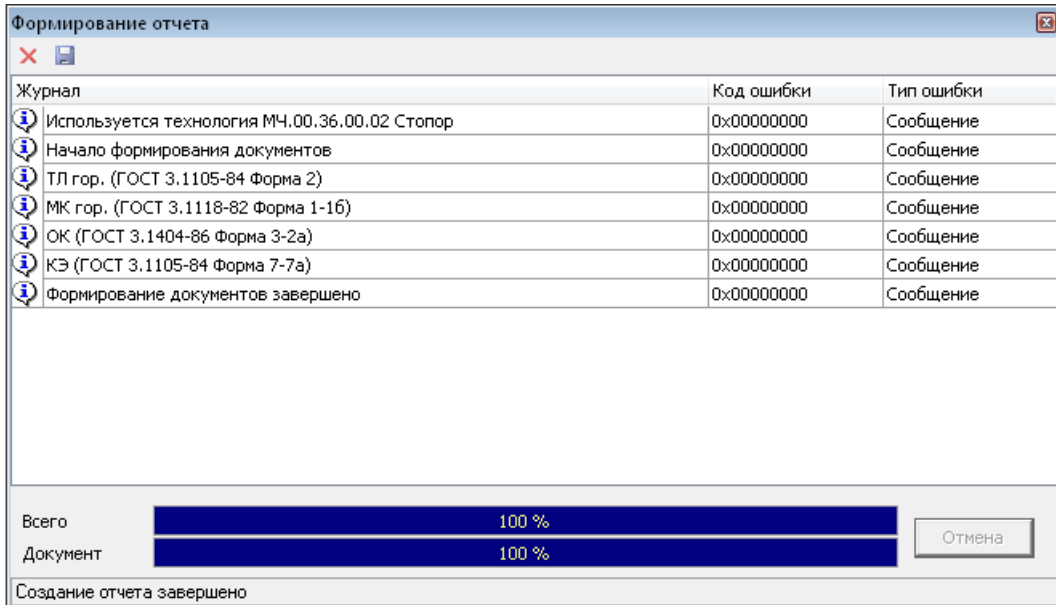 Формирование отчета
Журнал Код ошибки Тип ошибки
Используется технология МЧ.00.36.00.02 Стопор 0x00000000 Сообщение
Начало формирования документов 0x00000000 Сообщение
ТЛ гор. (ГОСТ 3.1105-84 Форма 2) 0x00000000 Сообщение
МК гор. (ГОСТ 3.1118-82 Форма 1-1б) 0x00000000 Сообщение
ОК (ГОСТ 3.1404-86 Форма 3-2а) 0x00000000 Сообщение
КЭ (ГОСТ 3.1105-84 Форма 7-7а) 0x00000000 Сообщение
Формирование документов завершено 0x00000000 Сообщение
Всего 100 %
Отмена
Документ 100 %
Создание отчета завершено